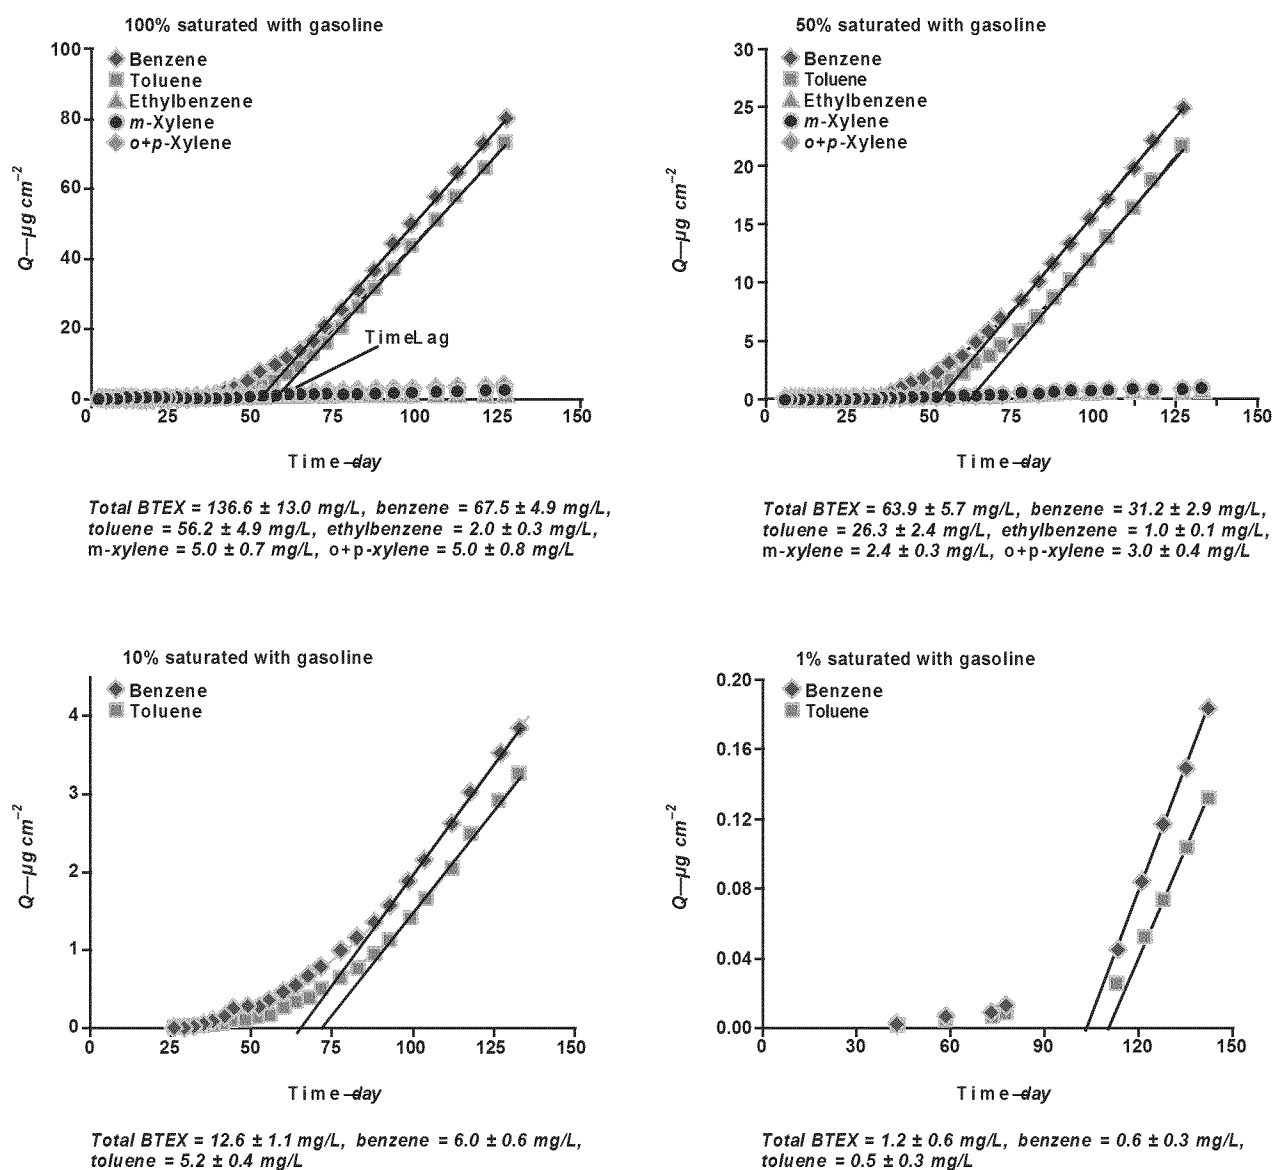 100% saturated with gasoline
Benzene
Toluene
Ethylbenzene
m-Xylene
o+p-Xylene
100
80
60
40
20
0
Q—µg cm−2
TimeLag
0 25 50 75 100 125 150
Time–day
Total BTEX = 136.6 ± 13.0 mg/L, benzene = 67.5 ± 4.9 mg/L,
toluene = 56.2 ± 4.9 mg/L, ethylbenzene = 2.0 ± 0.3 mg/L,
m-xylene = 5.0 ± 0.7 mg/L, o+p-xylene = 5.0 ± 0.8 mg/L
50% saturated with gasoline
Benzene
Toluene
Ethylbenzene
m-Xylene
o+p-Xylene
30
25
20
15
10
5
0
Q—µg cm−2
0 25 50 75 100 125 150
Time–day
Total BTEX = 63.9 ± 5.7 mg/L, benzene = 31.2 ± 2.9 mg/L,
toluene = 26.3 ± 2.4 mg/L, ethylbenzene = 1.0 ± 0.1 mg/L,
m-xylene = 2.4 ± 0.3 mg/L, o+p-xylene = 3.0 ± 0.4 mg/L
10% saturated with gasoline
Benzene
Toluene
4
3
2
1
0
Q—µg cm−2
0 25 50 75 100 125 150
Time–day
Total BTEX = 12.6 ± 1.1 mg/L, benzene = 6.0 ± 0.6 mg/L,
toluene = 5.2 ± 0.4 mg/L
1% saturated with gasoline
Benzene
Toluene
0.20
0.16
0.12
0.08
0.04
0.00
Q—µg cm−2
0 30 60 90 120 150
Time–day
Total BTEX = 1.2 ± 0.6 mg/L, benzene = 0.6 ± 0.3 mg/L,
toluene = 0.5 ± 0.3 mg/L